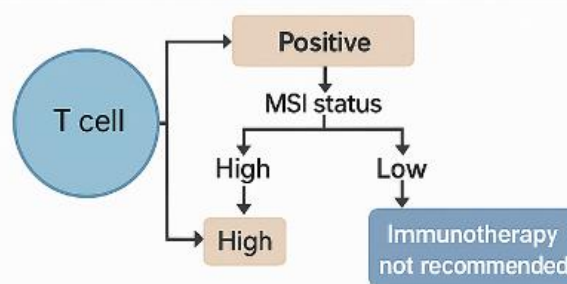 T cell
Positive
MSI status
High
Low
High
Immunotherapy
not recommended